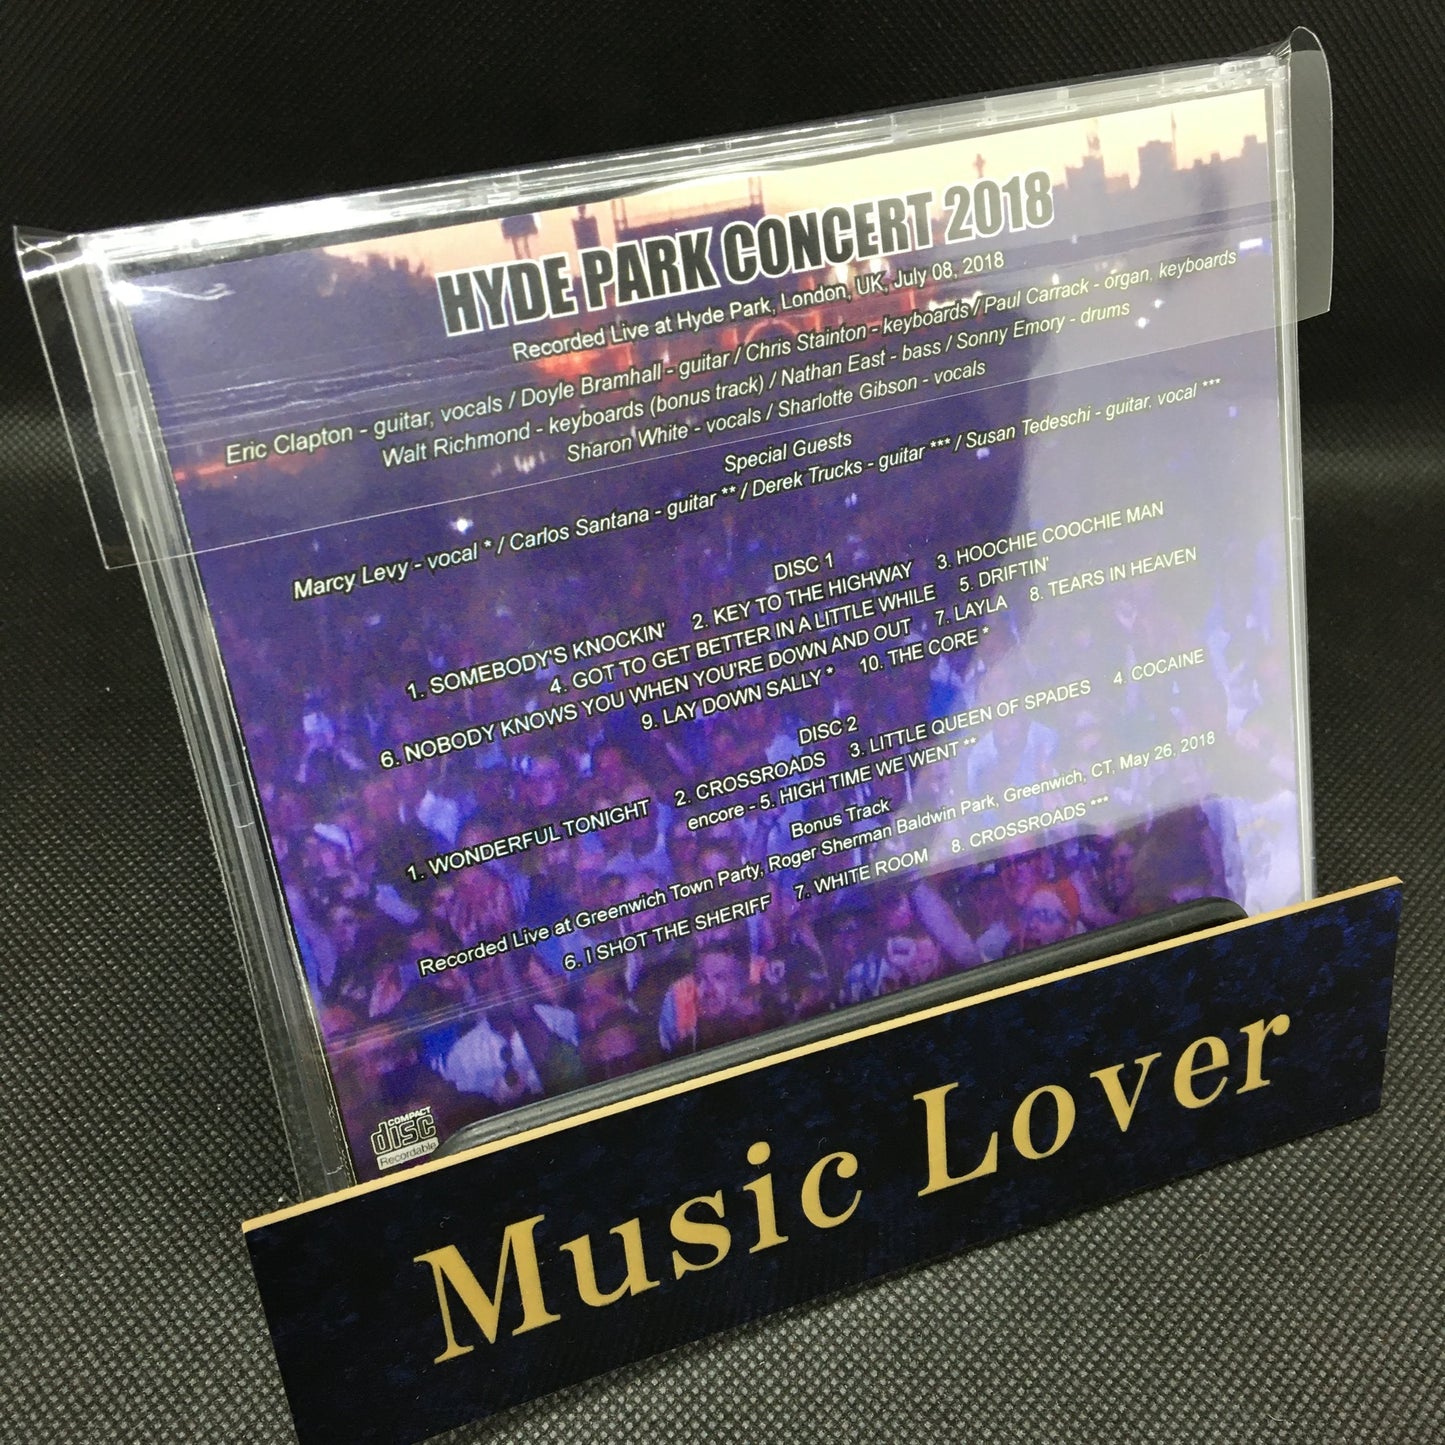 HYDE PARK CONCERT 2018
Recorded Live at Hyde Park, London, UK, July 08, 2018
Eric Clapton - guitar, vocals / Doyle Bramhall - guitar / Chris Stainton - keyboards / Paul Carrack - organ, keyboards
Walt Richmond - keyboards (bonus track) / Nathan East - bass / Sonny Emory - drums
Sharon White - vocals / Sharlotte Gibson - vocals
Special Guests
Marcy Levy - vocal * / Carlos Santana - guitar ** / Derek Trucks - guitar *** / Susan Tedeschi - guitar, vocal ***
DISC 1
1. SOMEBODY'S KNOCKIN' 2. KEY TO THE HIGHWAY 3. HOOCHIE COOCHIE MAN
4. GOT TO GET BETTER IN A LITTLE WHILE 5. DRIFTIN'
6. NOBODY KNOWS YOU WHEN YOU'RE DOWN AND OUT 7. LAYLA 8. TEARS IN HEAVEN
9. LAY DOWN SALLY * 10. THE CORE *
DISC 2
1. WONDERFUL TONIGHT 2. CROSSROADS 3. LITTLE QUEEN OF SPADES 4. COCAINE
encore - 5. HIGH TIME WE WENT **
Bonus Track
Recorded Live at Greenwich Town Party, Roger Sherman Baldwin Park, Greenwich, CT, May 26, 2018
6. I SHOT THE SHERIFF 7. WHITE ROOM 8. CROSSROADS ***
COMPACT
disc
Recordable
Music Lover